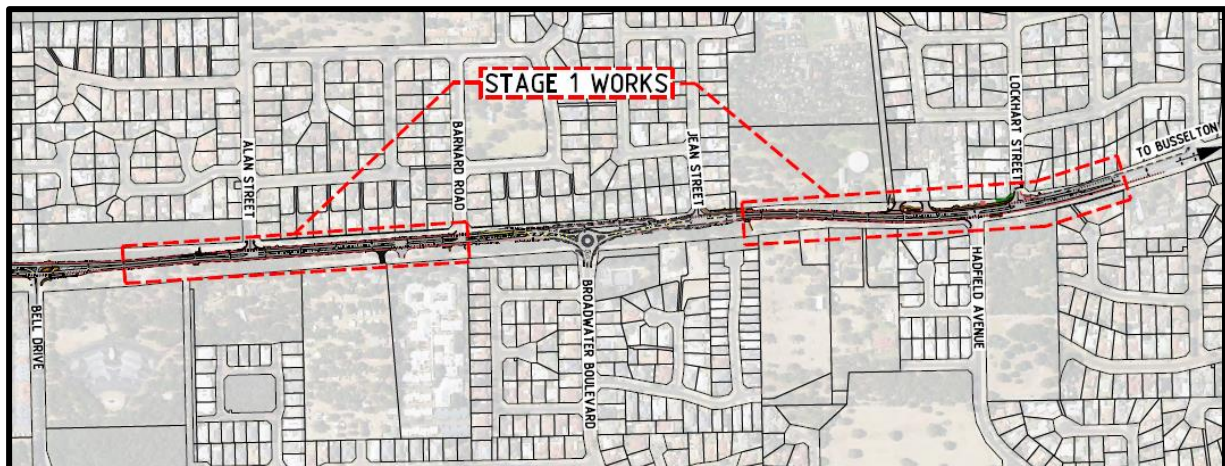 STAGE 1 WORKS
ALAN STREET
BARNARD ROAD
JEAN STREET
LOCKHART STREET
TO BUSSELTON
BELL DRIVE
BROADWATER BOULEVARD
HADFIELD AVENUE